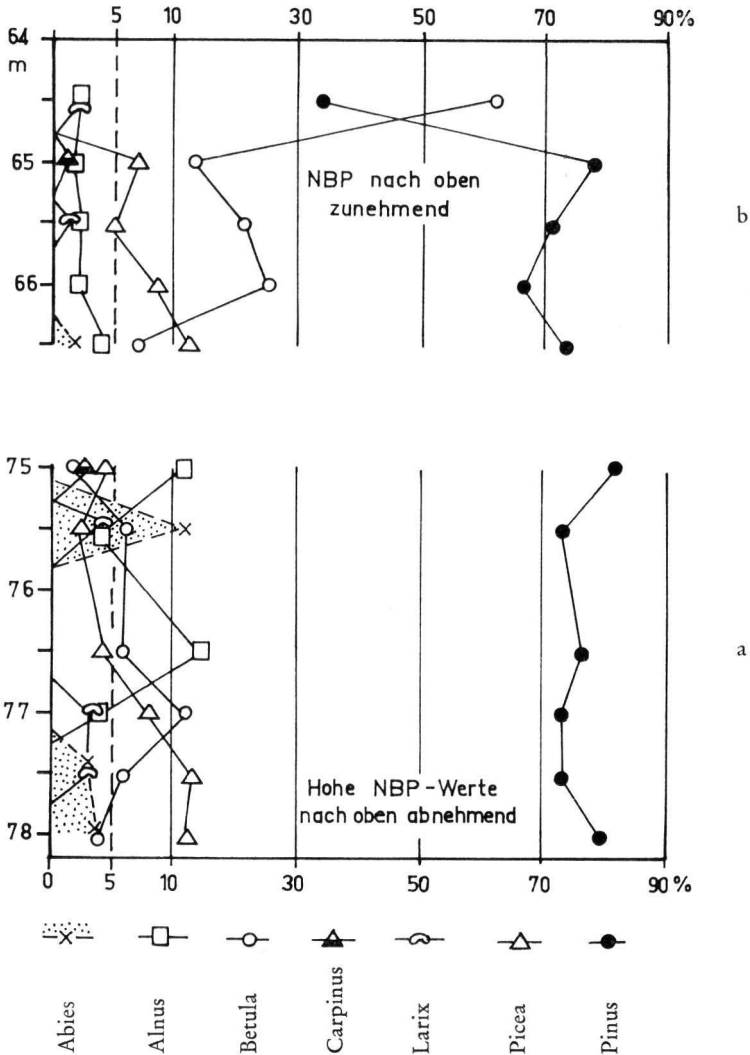 64
m
5 10 30 50 70 90%
65
66
NBP nach oben
zunehmend
b
75
76
77
78
Hohe NBP-Werte
nach oben abnehmend
a
0 5 10 30 50 70 90%
Abies
Alnus
Betula
Carpinus
Larix
Picea
Pinus